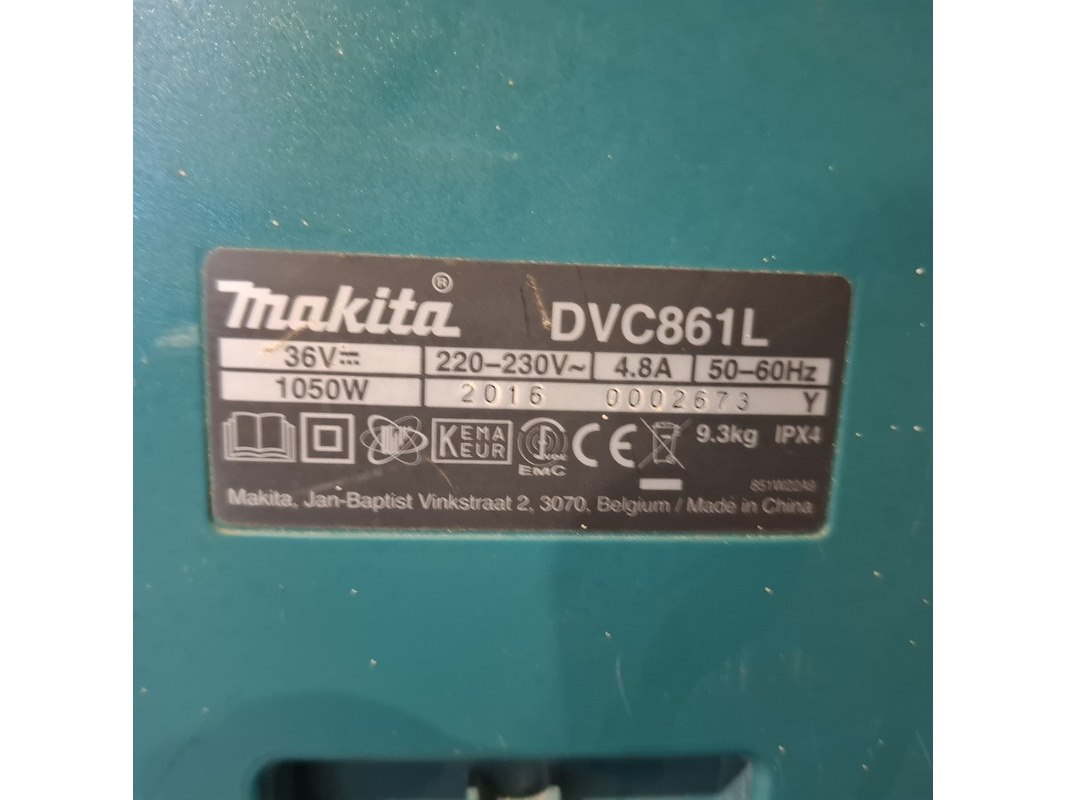 Makita® DVC861L
36V⎓ 220–230V~ 4.8A 50–60Hz
1050W 2016 0002673 Y
KEMA KEUR EMC CE 9.3kg IPX4
Makita, Jan-Baptist Vinkstraat 2, 3070, Belgium / Made in China